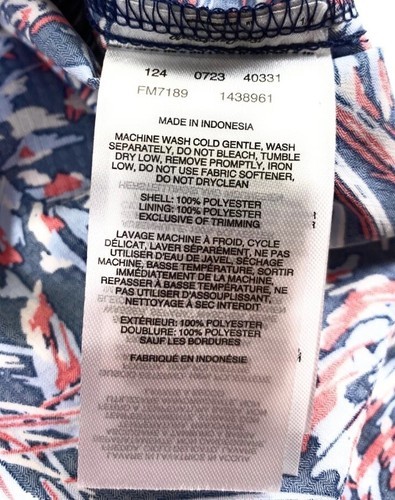 124 0723 40331
FM7189 1438961
MADE IN INDONESIA
MACHINE WASH COLD GENTLE, WASH
SEPARATELY, DO NOT BLEACH, TUMBLE
DRY LOW, REMOVE PROMPTLY, IRON
LOW, DO NOT USE FABRIC SOFTENER,
DO NOT DRYCLEAN
SHELL: 100% POLYESTER
LINING: 100% POLYESTER
EXCLUSIVE OF TRIMMING
LAVAGE MACHINE À FROID, CYCLE
DÉLICAT, LAVER SÉPARÉMENT, NE PAS
UTILISER D'EAU DE JAVEL, SÉCHAGE
MACHINE, BASSE TEMPÉRATURE, SORTIR
IMMÉDIATEMENT DE LA MACHINE,
REPASSER À BASSE TEMPÉRATURE, NE
PAS UTILISER D'ASSOUPLISSANT,
NETTOYAGE À SEC INTERDIT
EXTÉRIEUR: 100% POLYESTER
DOUBLURE: 100% POLYESTER
SAUF LES BORDURES
FABRIQUÉ EN INDONÉSIE